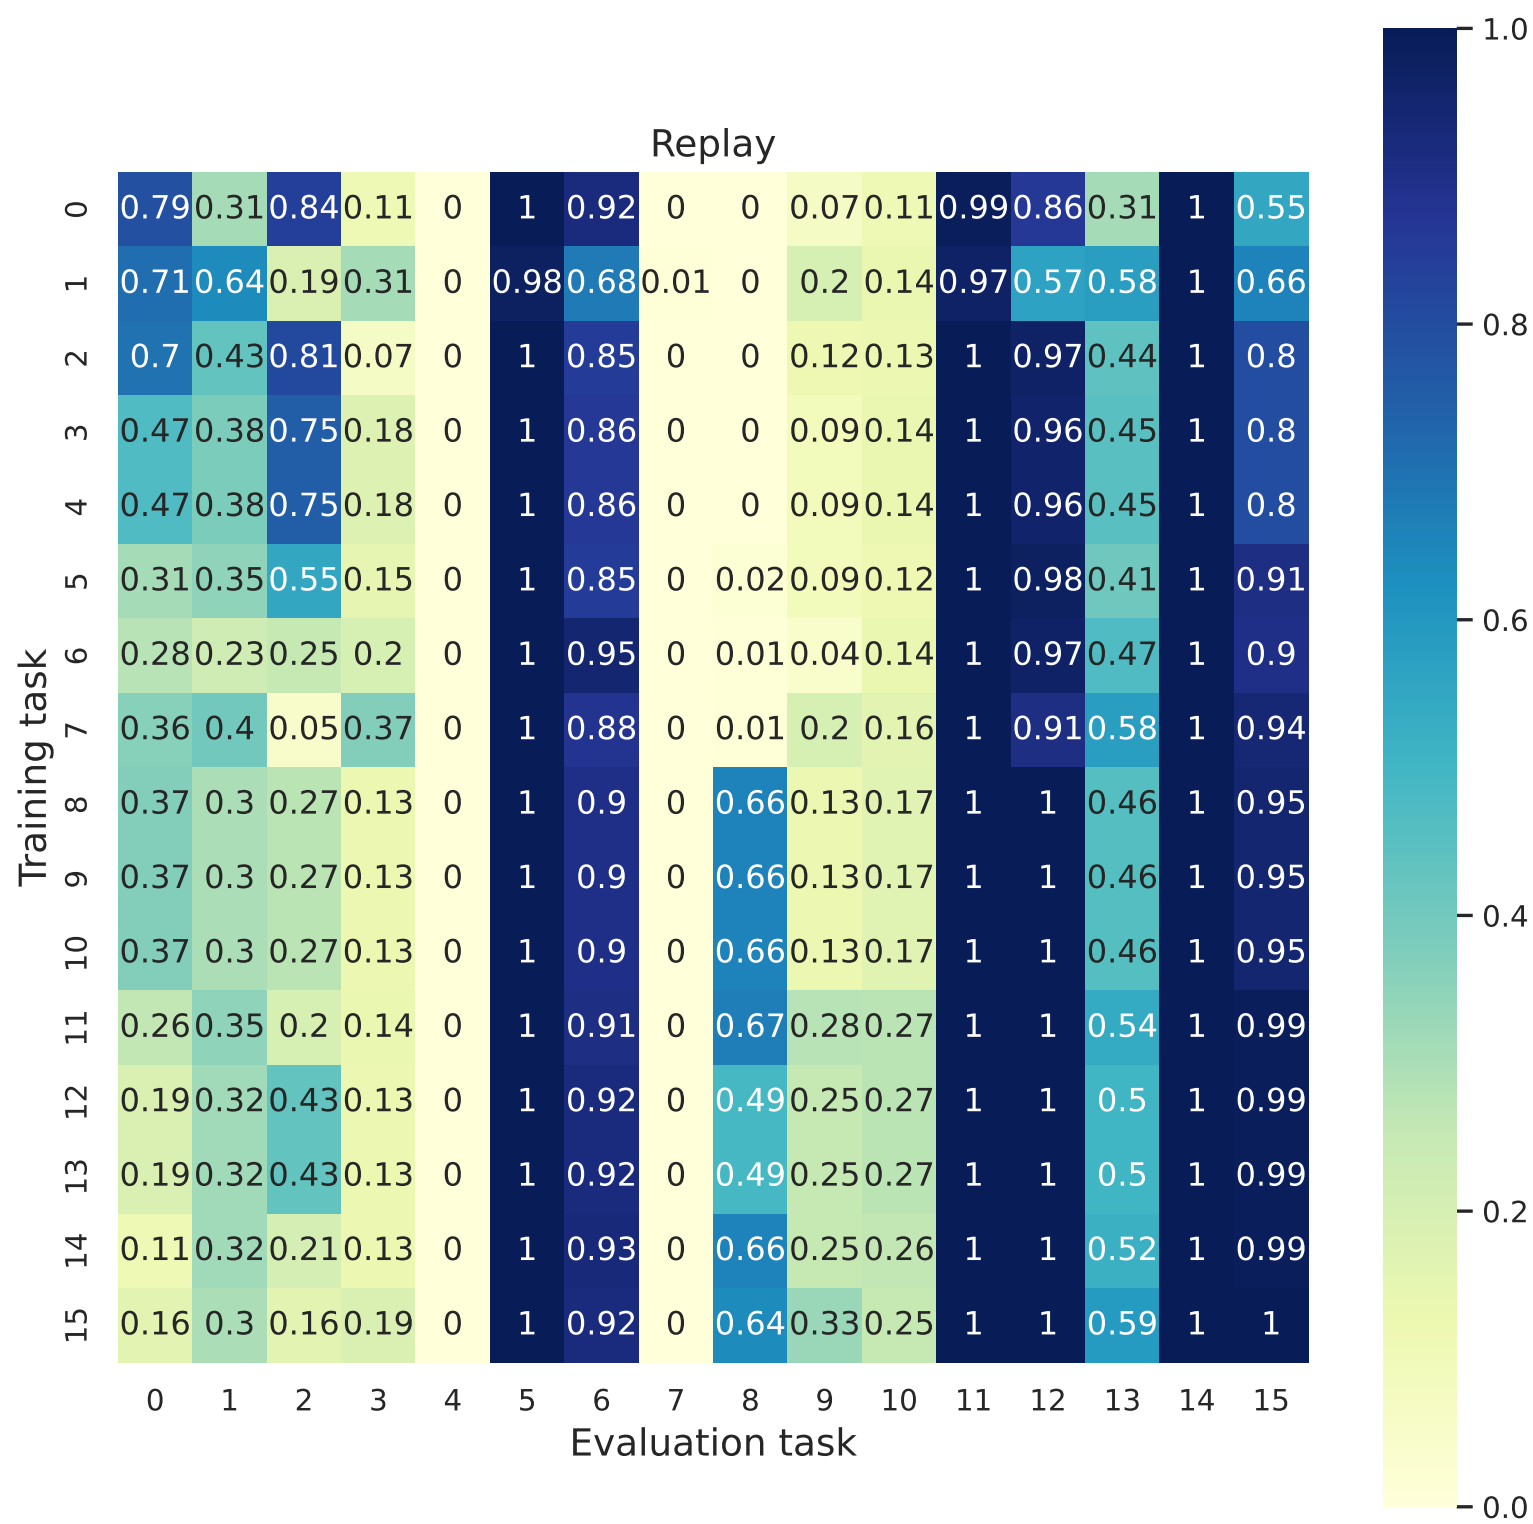 Replay
0 0.79 0.31 0.84 0.11 0 1 0.92 0 0 0.07 0.11 0.99 0.86 0.31 1 0.55
1 0.71 0.64 0.19 0.31 0 0.98 0.68 0.01 0 0.2 0.14 0.97 0.57 0.58 1 0.66
2 0.7 0.43 0.81 0.07 0 1 0.85 0 0 0.12 0.13 1 0.97 0.44 1 0.8
3 0.47 0.38 0.75 0.18 0 1 0.86 0 0 0.09 0.14 1 0.96 0.45 1 0.8
4 0.47 0.38 0.75 0.18 0 1 0.86 0 0 0.09 0.14 1 0.96 0.45 1 0.8
5 0.31 0.35 0.55 0.15 0 1 0.85 0 0.02 0.09 0.12 1 0.98 0.41 1 0.91
6 0.28 0.23 0.25 0.2 0 1 0.95 0 0.01 0.04 0.14 1 0.97 0.47 1 0.9
7 0.36 0.4 0.05 0.37 0 1 0.88 0 0.01 0.2 0.16 1 0.91 0.58 1 0.94
8 0.37 0.3 0.27 0.13 0 1 0.9 0 0.66 0.13 0.17 1 1 0.46 1 0.95
9 0.37 0.3 0.27 0.13 0 1 0.9 0 0.66 0.13 0.17 1 1 0.46 1 0.95
10 0.37 0.3 0.27 0.13 0 1 0.9 0 0.66 0.13 0.17 1 1 0.46 1 0.95
11 0.26 0.35 0.2 0.14 0 1 0.91 0 0.67 0.28 0.27 1 1 0.54 1 0.99
12 0.19 0.32 0.43 0.13 0 1 0.92 0 0.49 0.25 0.27 1 1 0.5 1 0.99
13 0.19 0.32 0.43 0.13 0 1 0.92 0 0.49 0.25 0.27 1 1 0.5 1 0.99
14 0.11 0.32 0.21 0.13 0 1 0.93 0 0.66 0.25 0.26 1 1 0.52 1 0.99
15 0.16 0.3 0.16 0.19 0 1 0.92 0 0.64 0.33 0.25 1 1 0.59 1 1
0 1 2 3 4 5 6 7 8 9 10 11 12 13 14 15
Evaluation task
Training task
1.0
0.8
0.6
0.4
0.2
0.0